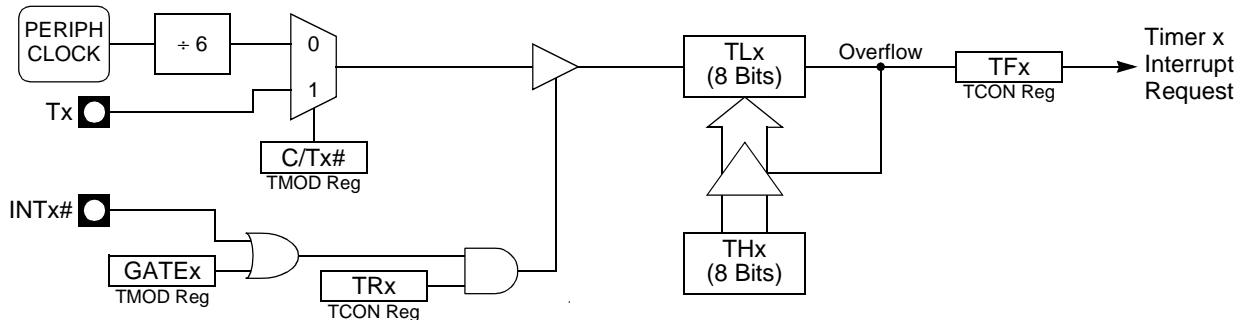 PERIPH
CLOCK
÷ 6
0
1
Tx
C/Tx#
TMOD Reg
INTx#
GATEx
TMOD Reg
TRx
TCON Reg
TLx
(8 Bits)
Overflow
TFx
TCON Reg
Timer x
Interrupt
Request
THx
(8 Bits)